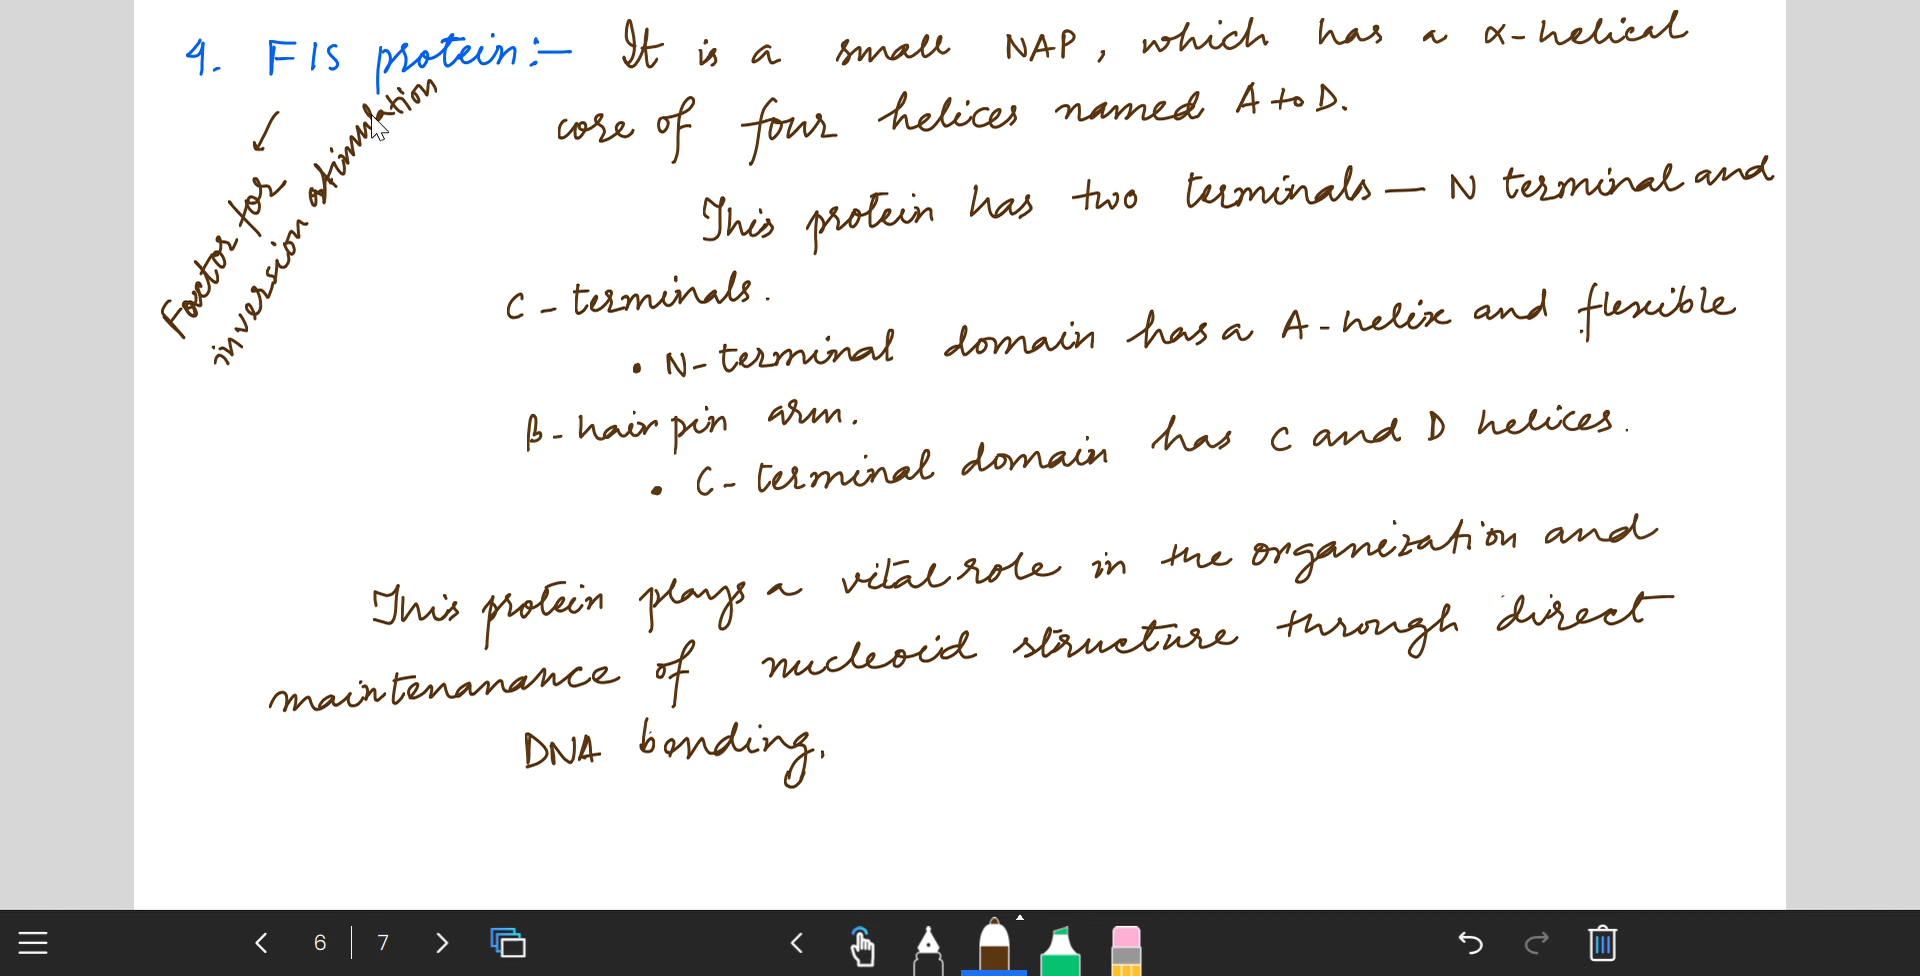 4. FIS protein:- It is a small NAP, which has a α-helical
core of four helices named A to D.
Factor for
inversion stimulation
This protein has two terminals — N terminal and
C - terminals.
• N- terminal domain has a A-helix and flexible
β- hair pin arm.
• C- terminal domain has C and D helices.
This protein plays a vital role in the organization and
maintenanance of nucleoid structure through direct
DNA bending.
6 | 7